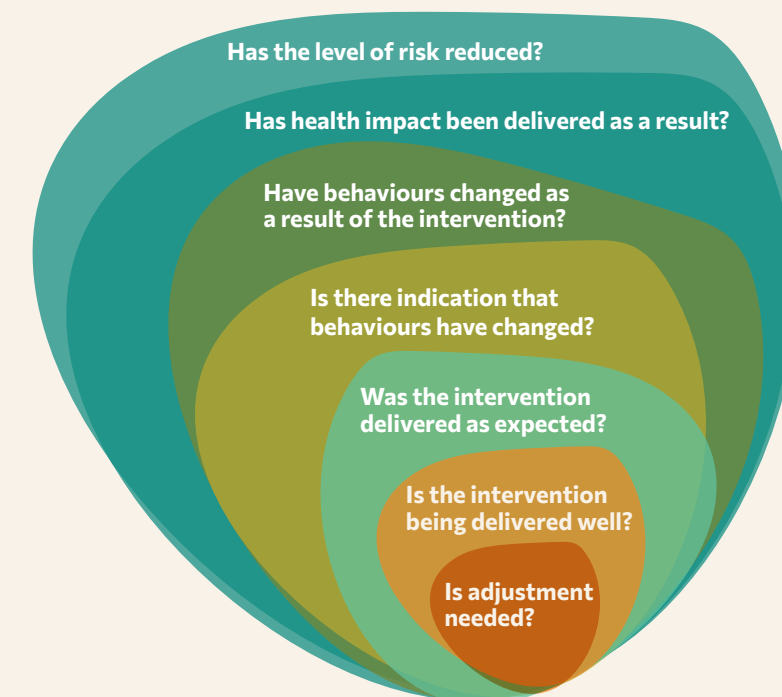 Has the level of risk reduced?
Has health impact been delivered as a result?
Have behaviours changed as
a result of the intervention?
Is there indication that
behaviours have changed?
Was the intervention
delivered as expected?
Is the intervention
being delivered well?
Is adjustment
needed?